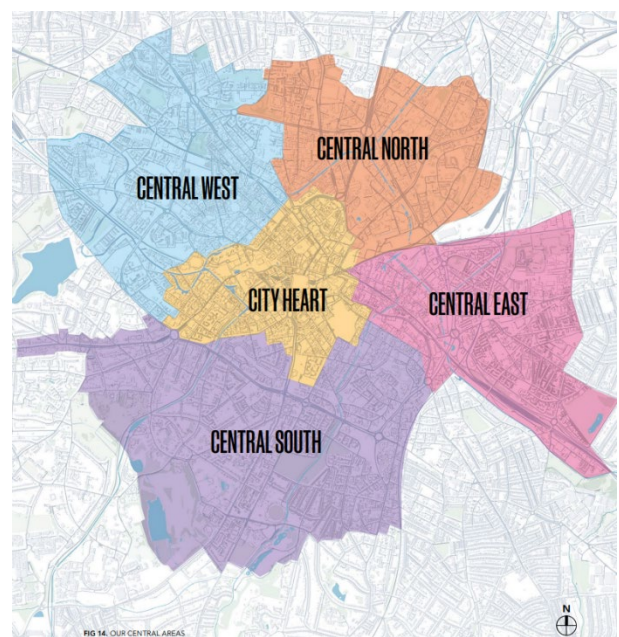 CENTRAL NORTH
CENTRAL WEST
CITY HEART
CENTRAL EAST
CENTRAL SOUTH
N
FIG 14. OUR CENTRAL AREAS